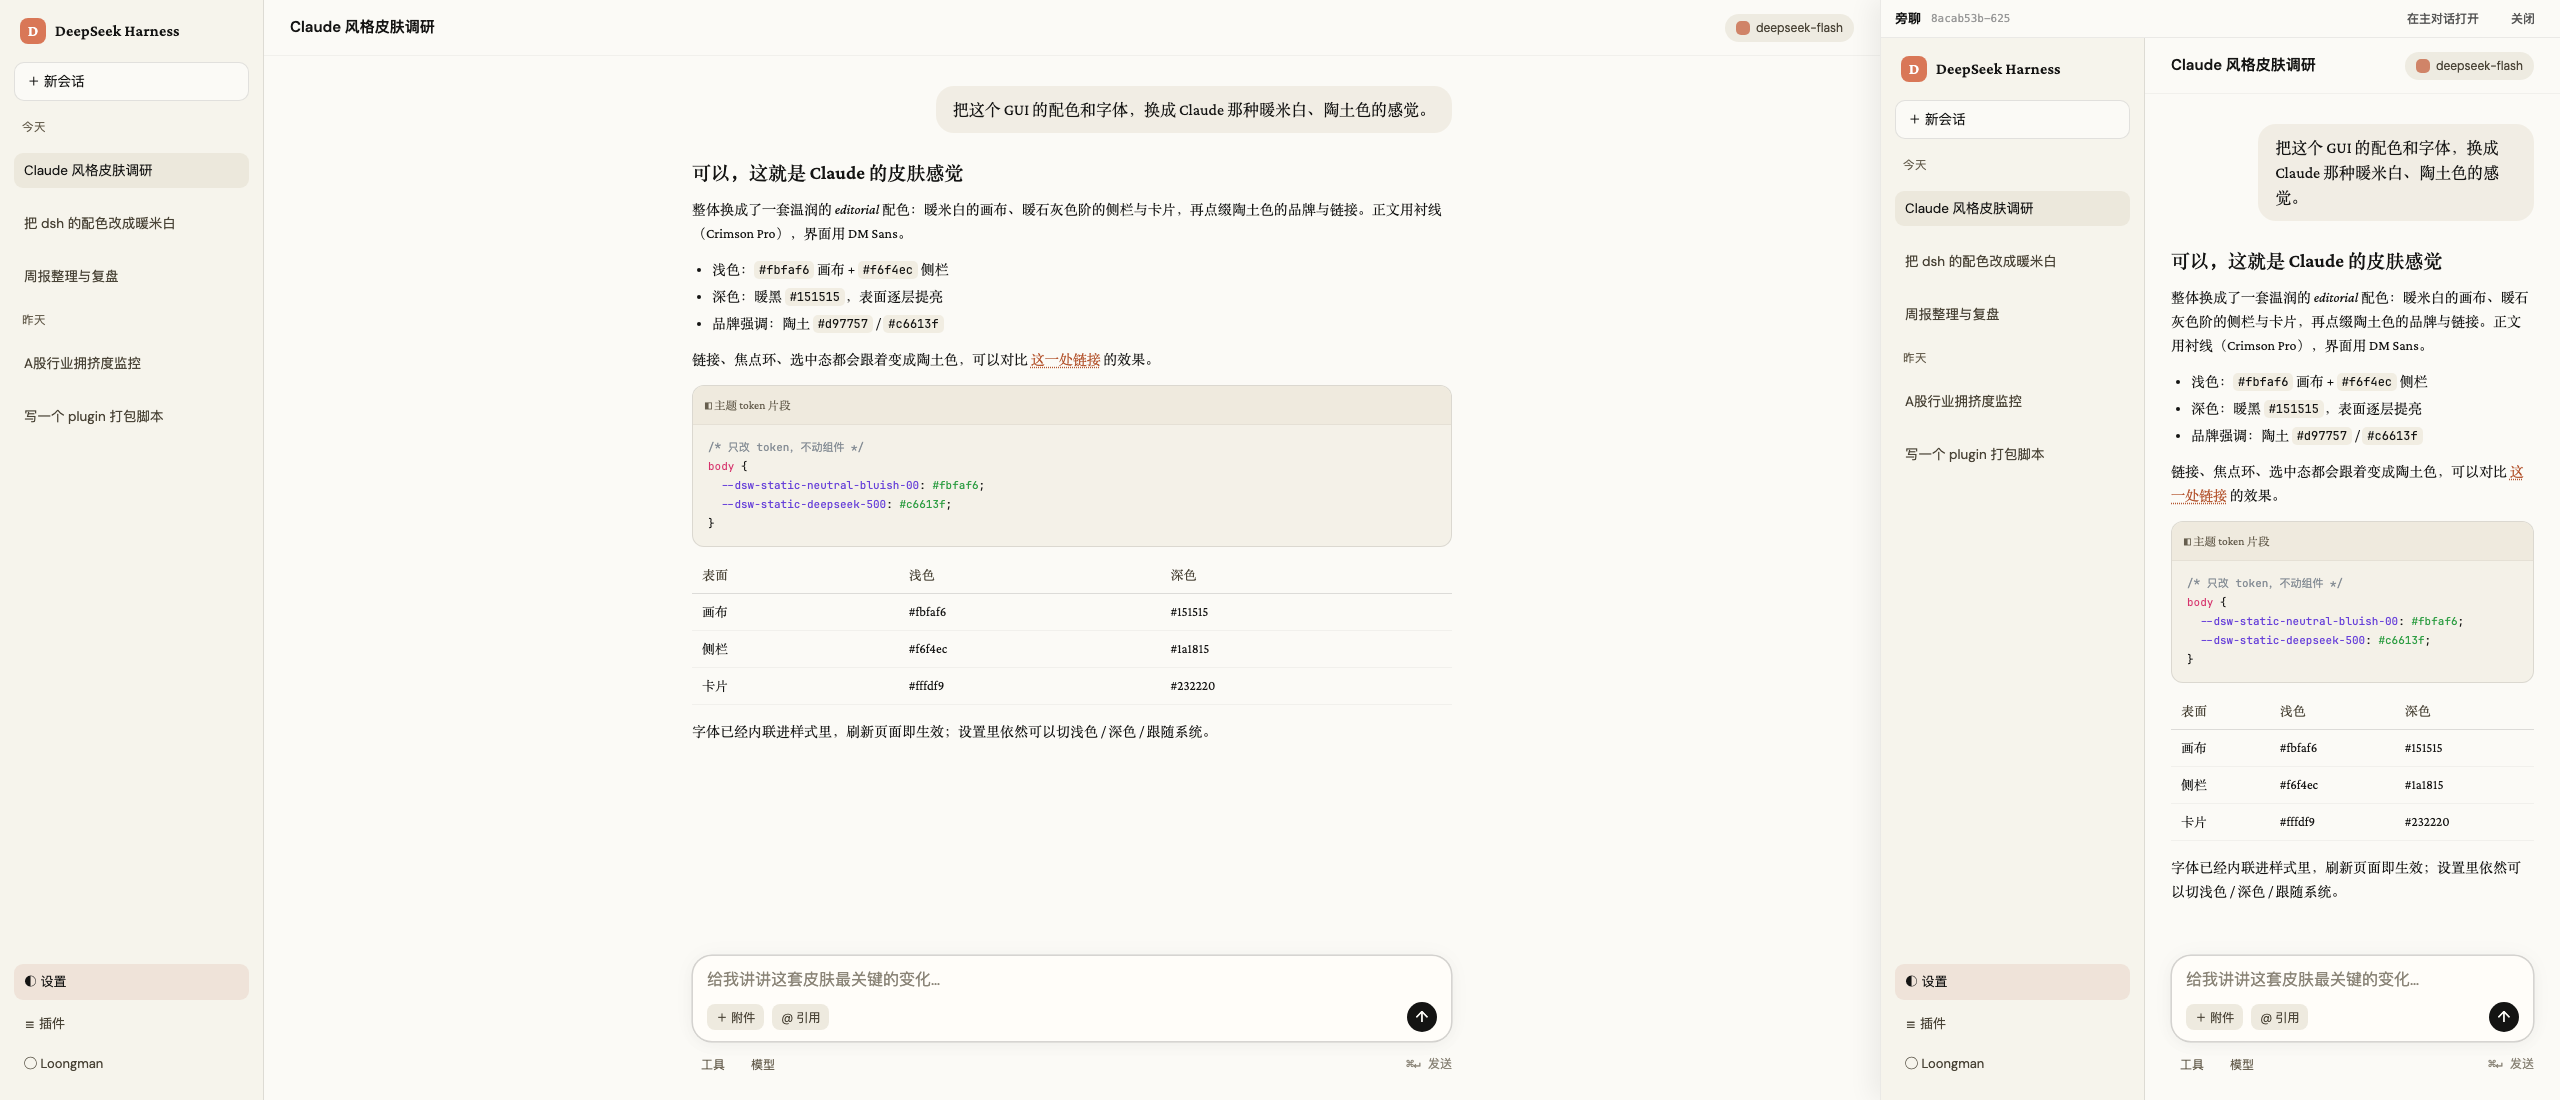 D DeepSeek Harness
+ 新会话
今天
Claude 风格皮肤调研
把 dsh 的配色改成暖米白
周报整理与复盘
昨天
A股行业拥挤度监控
写一个 plugin 打包脚本
设置
插件
Loongman
Claude 风格皮肤调研
deepseek-flash
把这个 GUI 的配色和字体，换成 Claude 那种暖米白、陶土色的感觉。
可以，这就是 Claude 的皮肤感觉
整体换成了一套温润的 editorial 配色：暖米白的画布、暖石灰色阶的侧栏与卡片，再点缀陶土色的品牌与链接。正文用衬线
（Crimson Pro），界面用 DM Sans。
• 浅色：#fbfaf6 画布 + #f6f4ec 侧栏
• 深色：暖黑 #151515，表面逐层提亮
• 品牌强调：陶土 #d97757 / #c6613f
链接、焦点环、选中态都会跟着变成陶土色，可以对比 这一处链接 的效果。
主题 token 片段
/* 只改 token，不动组件 */
body {
--dsw-static-neutral-bluish-00: #fbfaf6;
--dsw-static-deepseek-500: #c6613f;
}
表面 浅色 深色
画布 #fbfaf6 #151515
侧栏 #f6f4ec #1a1815
卡片 #fffdf9 #232220
字体已经内联进样式里，刷新页面即生效；设置里依然可以切浅色 / 深色 / 跟随系统。
给我讲讲这套皮肤最关键的变化…
+ 附件 @ 引用
工具 模型 ⌘↵ 发送
旁聊 8acab53b-625 在主对话打开 关闭
D DeepSeek Harness
+ 新会话
今天
Claude 风格皮肤调研
把 dsh 的配色改成暖米白
周报整理与复盘
昨天
A股行业拥挤度监控
写一个 plugin 打包脚本
设置
插件
Loongman
Claude 风格皮肤调研
deepseek-flash
把这个 GUI 的配色和字体，换成
Claude 那种暖米白、陶土色的感
觉。
可以，这就是 Claude 的皮肤感觉
整体换成了一套温润的 editorial 配色：暖米白的画布、暖石
灰色阶的侧栏与卡片，再点缀陶土色的品牌与链接。正文
用衬线（Crimson Pro），界面用 DM Sans。
• 浅色：#fbfaf6 画布 + #f6f4ec 侧栏
• 深色：暖黑 #151515，表面逐层提亮
• 品牌强调：陶土 #d97757 / #c6613f
链接、焦点环、选中态都会跟着变成陶土色，可以对比 这
一处链接 的效果。
主题 token 片段
/* 只改 token，不动组件 */
body {
--dsw-static-neutral-bluish-00: #fbfaf6;
--dsw-static-deepseek-500: #c6613f;
}
表面 浅色 深色
画布 #fbfaf6 #151515
侧栏 #f6f4ec #1a1815
卡片 #fffdf9 #232220
字体已经内联进样式里，刷新页面即生效；设置里依然可
以切浅色 / 深色 / 跟随系统。
给我讲讲这套皮肤最关键的变化…
+ 附件 @ 引用
工具 模型 ⌘↵ 发送